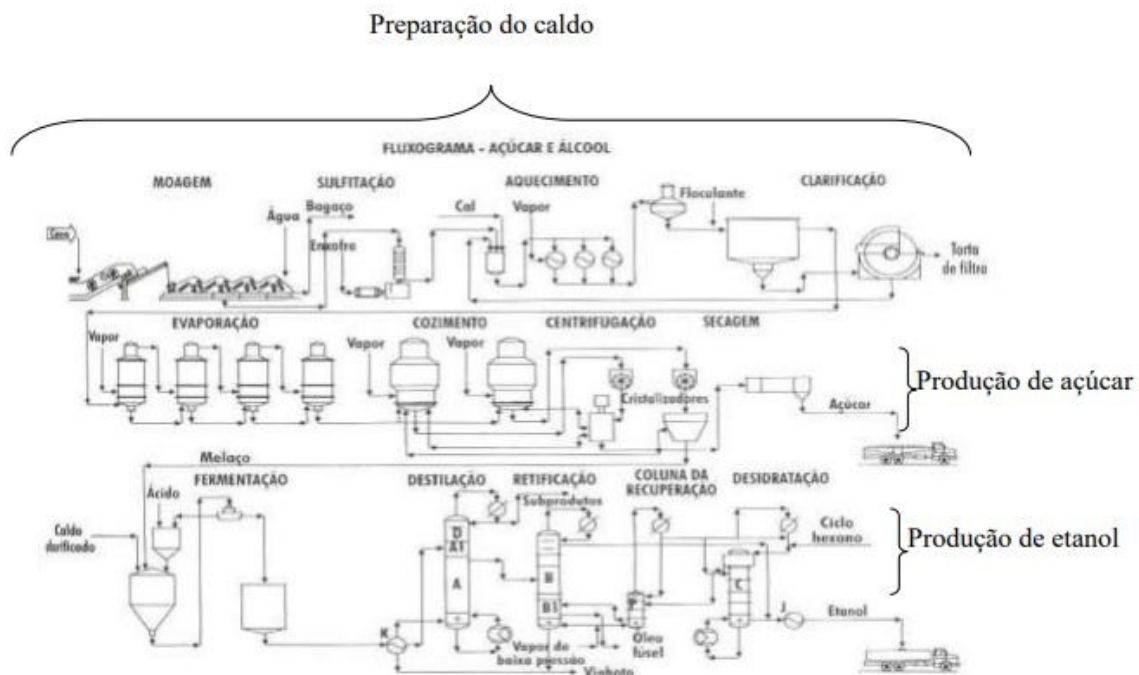 Preparação do caldo
FLUXOGRAMA – AÇÚCAR E ÁLCOOL
MOAGEM
SULFITAÇÃO
AQUECIMENTO
CLARIFICAÇÃO
Cana
Água
Bagaço
Enxofre
Cal
Vapor
Floculante
Torta
de filtro
EVAPORAÇÃO
COZIMENTO
CENTRIFUGAÇÃO
SECAGEM
Vapor
Vapor
Vapor
Cristalizadores
Açúcar
Produção de açúcar
Melaço
FERMENTAÇÃO
DESTILAÇÃO
RETIFICAÇÃO
COLUNA DA
RECUPERAÇÃO
DESIDRATAÇÃO
Ácido
Caldo
clarificado
Subprodutos
Ciclo
hexano
Produção de etanol
D
A1
A
B
B1
P
C
K
J
Etanol
Vapor de
baixa pressão
Óleo
fúsel
Vinhoto